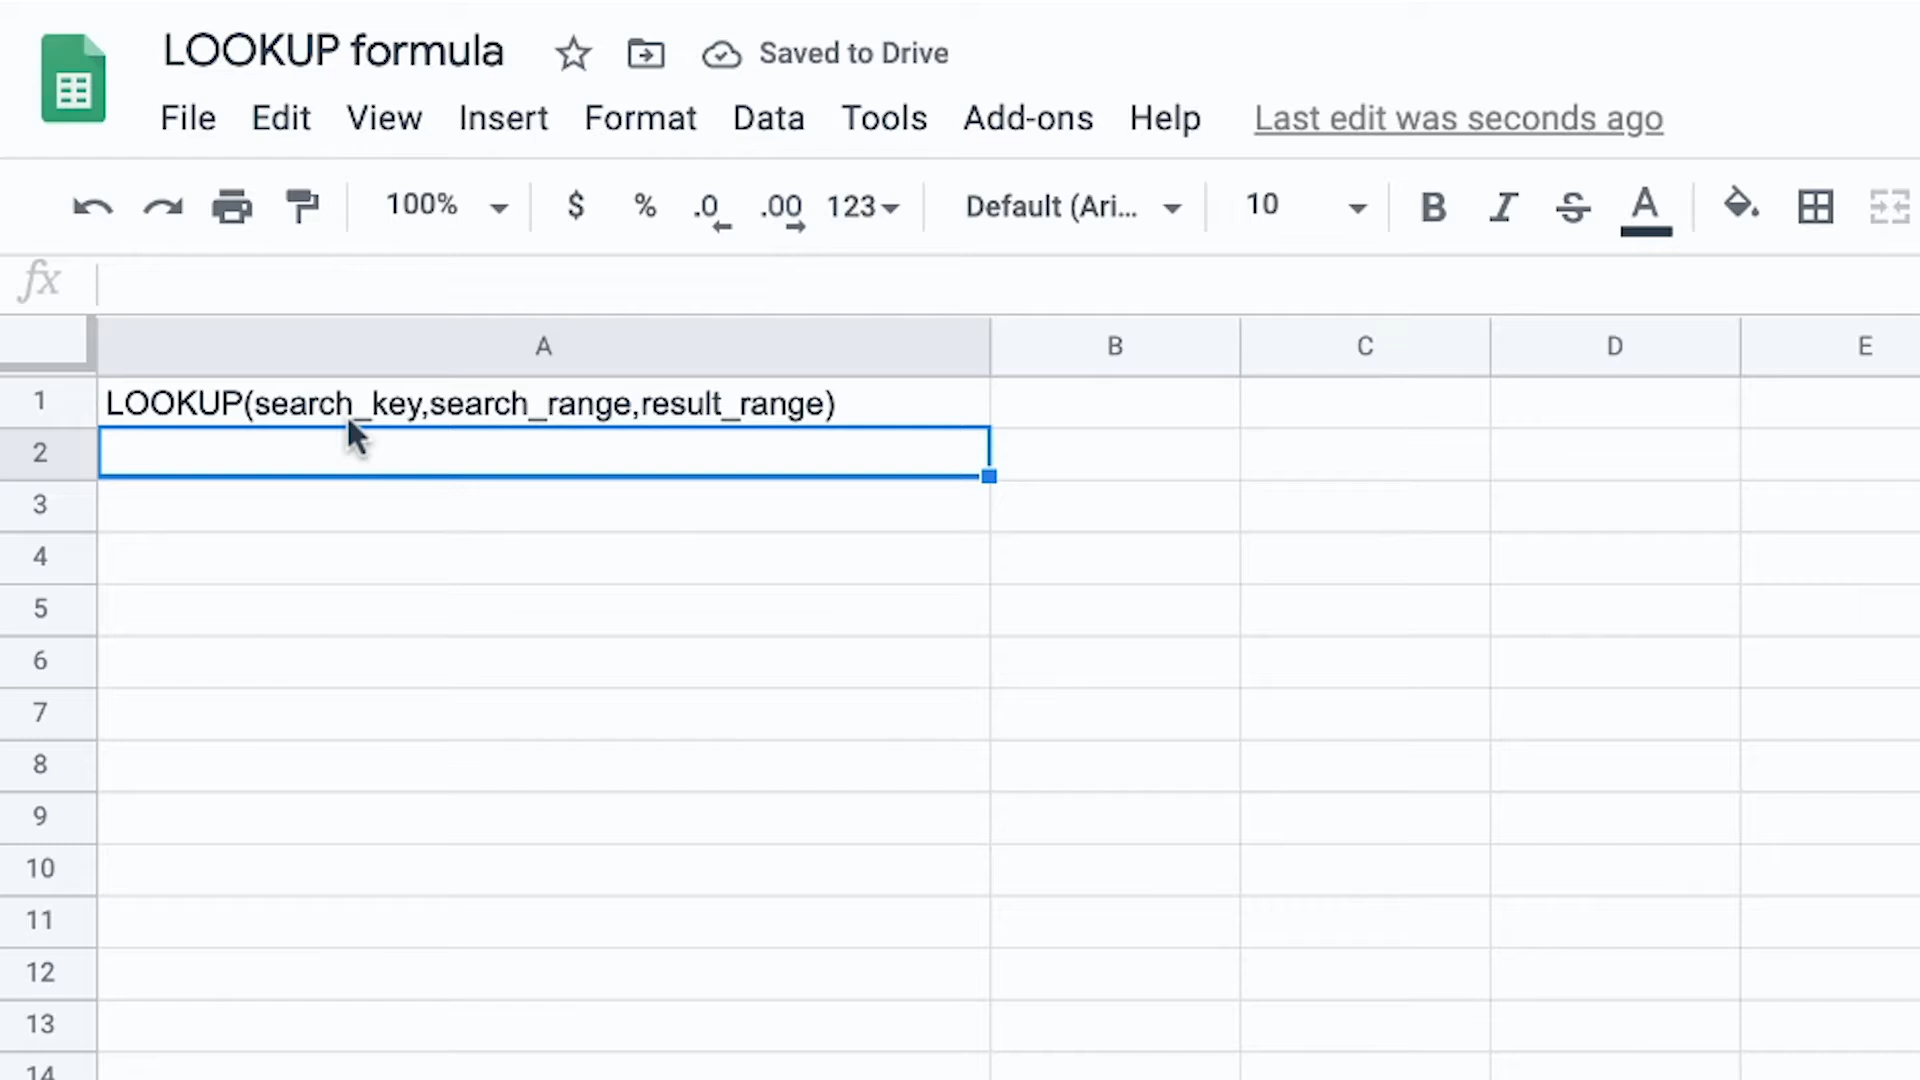 LOOKUP formula Saved to Drive
File Edit View Insert Format Data Tools Add-ons Help Last edit was seconds ago
100% $ % .0 .00 123 Default (Ari... 10 B I S A
fx
A B C D E
1 LOOKUP(search_key,search_range,result_range)
2
3
4
5
6
7
8
9
10
11
12
13
14